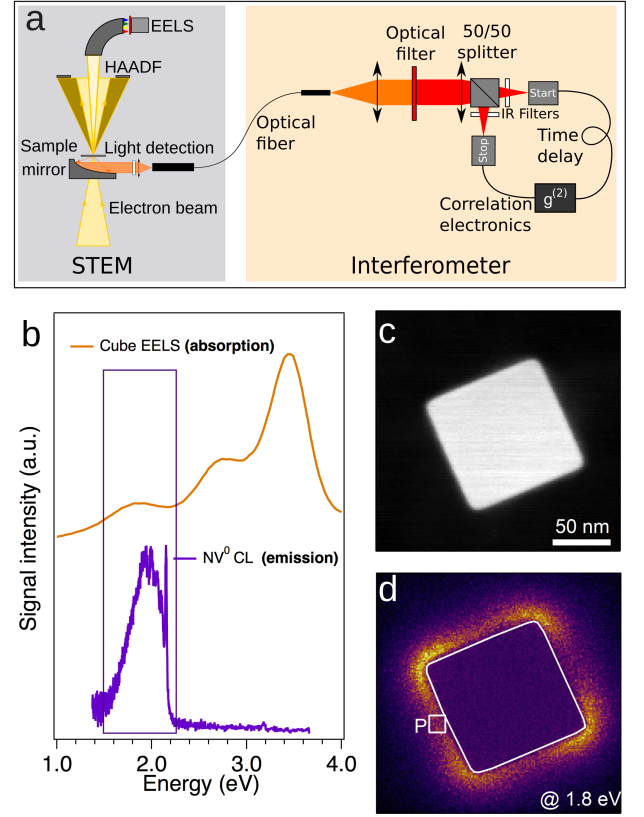 a
EELS
HAADF
Sample
Light detection
mirror
Electron beam
STEM
Optical
fiber
Optical
filter
50/50
splitter
Start
IR Filters
Stop
Time
delay
Correlation
electronics
g(2)
Interferometer
b
Cube EELS (absorption)
NV⁰ CL (emission)
Signal intensity (a.u.)
1.0
2.0
3.0
4.0
Energy (eV)
c
50 nm
d
P
@ 1.8 eV